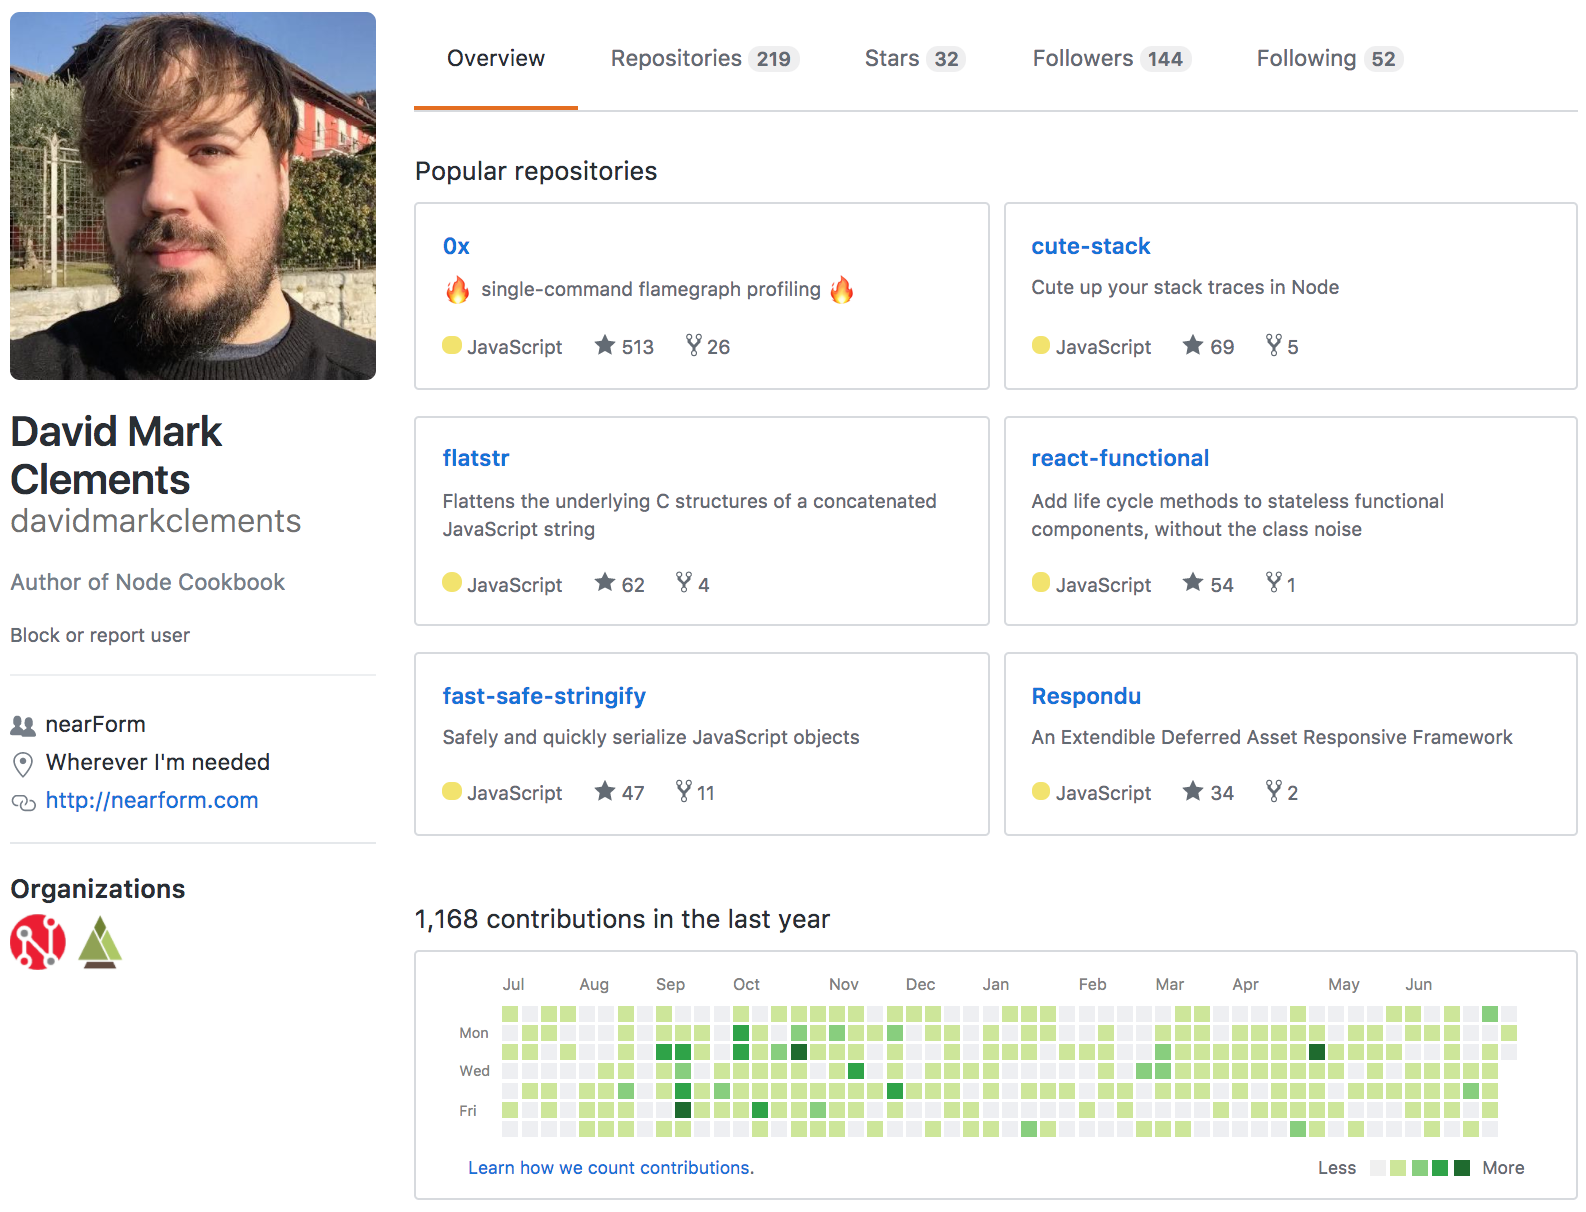 Overview Repositories 219 Stars 32 Followers 144 Following 52
David Mark
Clements
davidmarkclements
Author of Node Cookbook
Block or report user
nearForm
Wherever I'm needed
http://nearform.com
Organizations
Popular repositories
0x
🔥 single-command flamegraph profiling 🔥
JavaScript 513 26
cute-stack
Cute up your stack traces in Node
JavaScript 69 5
flatstr
Flattens the underlying C structures of a concatenated
JavaScript string
JavaScript 62 4
react-functional
Add life cycle methods to stateless functional
components, without the class noise
JavaScript 54 1
fast-safe-stringify
Safely and quickly serialize JavaScript objects
JavaScript 47 11
Respondu
An Extendible Deferred Asset Responsive Framework
JavaScript 34 2
1,168 contributions in the last year
Jul Aug Sep Oct Nov Dec Jan Feb Mar Apr May Jun
Mon
Wed
Fri
Learn how we count contributions. Less More